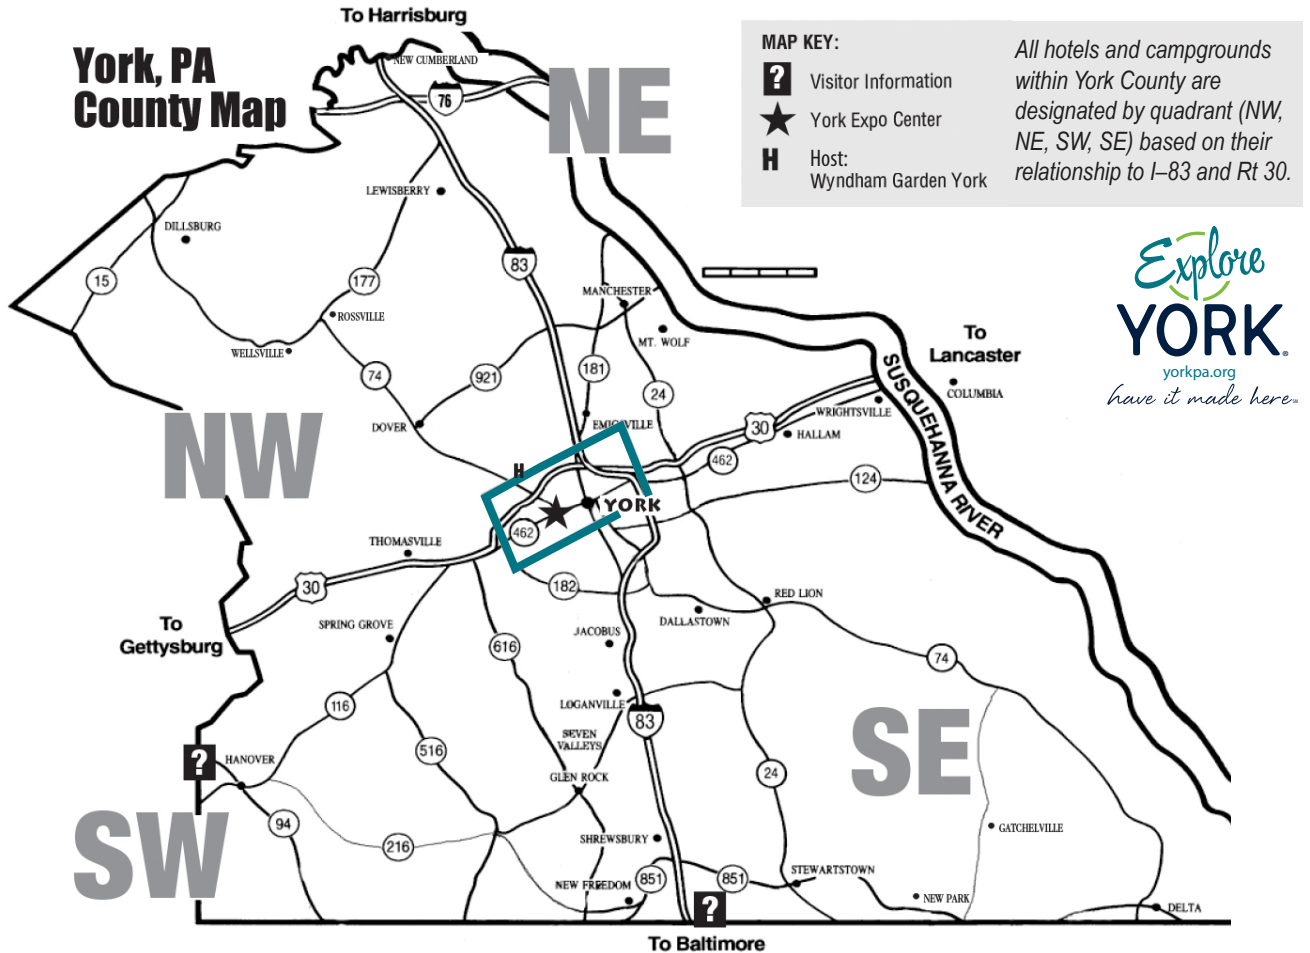 To Harrisburg
York, PA
County Map
NEW CUMBERLAND
76
NE
MAP KEY:
?
Visitor Information
York Expo Center
H
Host:
Wyndham Garden York
All hotels and campgrounds
within York County are
designated by quadrant (NW,
NE, SW, SE) based on their
relationship to I–83 and Rt 30.
LEWISBERRY
DILLSBURG
15
177
83
Explore
YORK
yorkpa.org
have it made here
MANCHESTER
ROSSVILLE
WELLSVILLE
MT. WOLF
To
Lancaster
74
921
181
24
COLUMBIA
SUSQUEHANNA RIVER
WRIGHTSVILLE
DOVER
EMIGSVILLE
30
HALLAM
NW
H
462
124
YORK
462
THOMASVILLE
30
182
RED LION
To
Gettysburg
SPRING GROVE
JACOBUS
DALLASTOWN
616
74
LOGANVILLE
116
83
SE
SEVEN
VALLEYS
516
?
HANOVER
GLEN ROCK
24
94
SW
216
SHREWSBURY
GATCHELVILLE
NEW FREEDOM
851
851
STEWARTSTOWN
NEW PARK
?
DELTA
To Baltimore